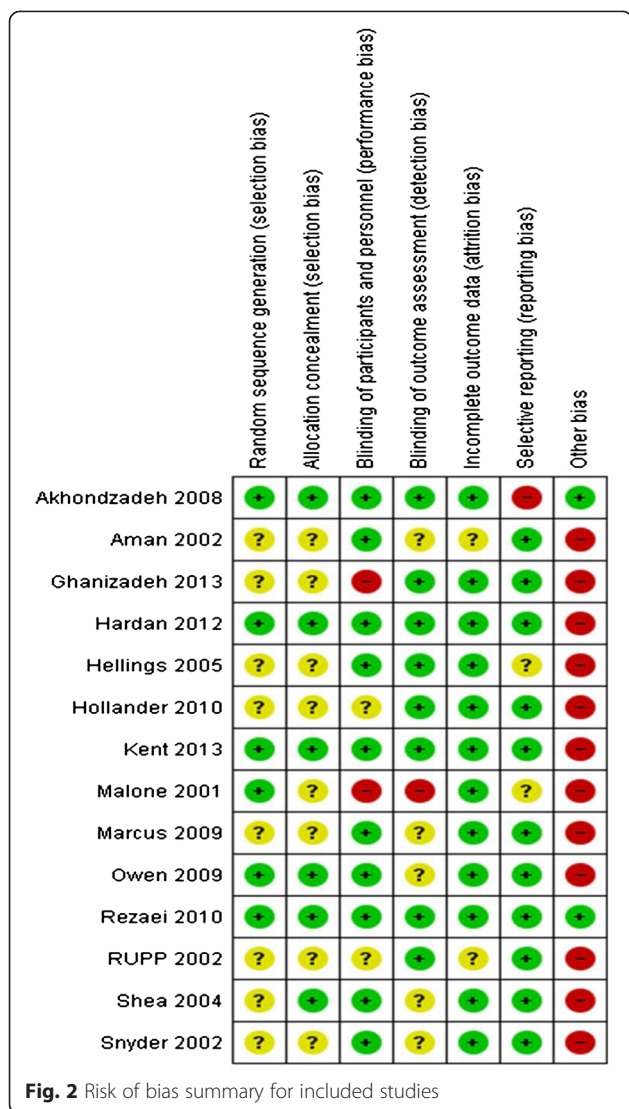 Random sequence generation (selection bias)
Allocation concealment (selection bias)
Blinding of participants and personnel (performance bias)
Blinding of outcome assessment (detection bias)
Incomplete outcome data (attrition bias)
Selective reporting (reporting bias)
Other bias
Akhondzadeh 2008 + + + + + - +
Aman 2002 ? ? + ? ? + -
Ghanizadeh 2013 ? ? - + + + -
Hardan 2012 + + + + + + -
Hellings 2005 ? ? + + + ? -
Hollander 2010 ? ? ? + + + -
Kent 2013 + + + + + + -
Malone 2001 + ? - - + ? -
Marcus 2009 ? ? + ? + + -
Owen 2009 + + + ? + + -
Rezaei 2010 + + + + + + +
RUPP 2002 ? ? ? + ? + -
Shea 2004 ? + + ? + + -
Snyder 2002 ? ? + ? + + -
Fig. 2 Risk of bias summary for included studies